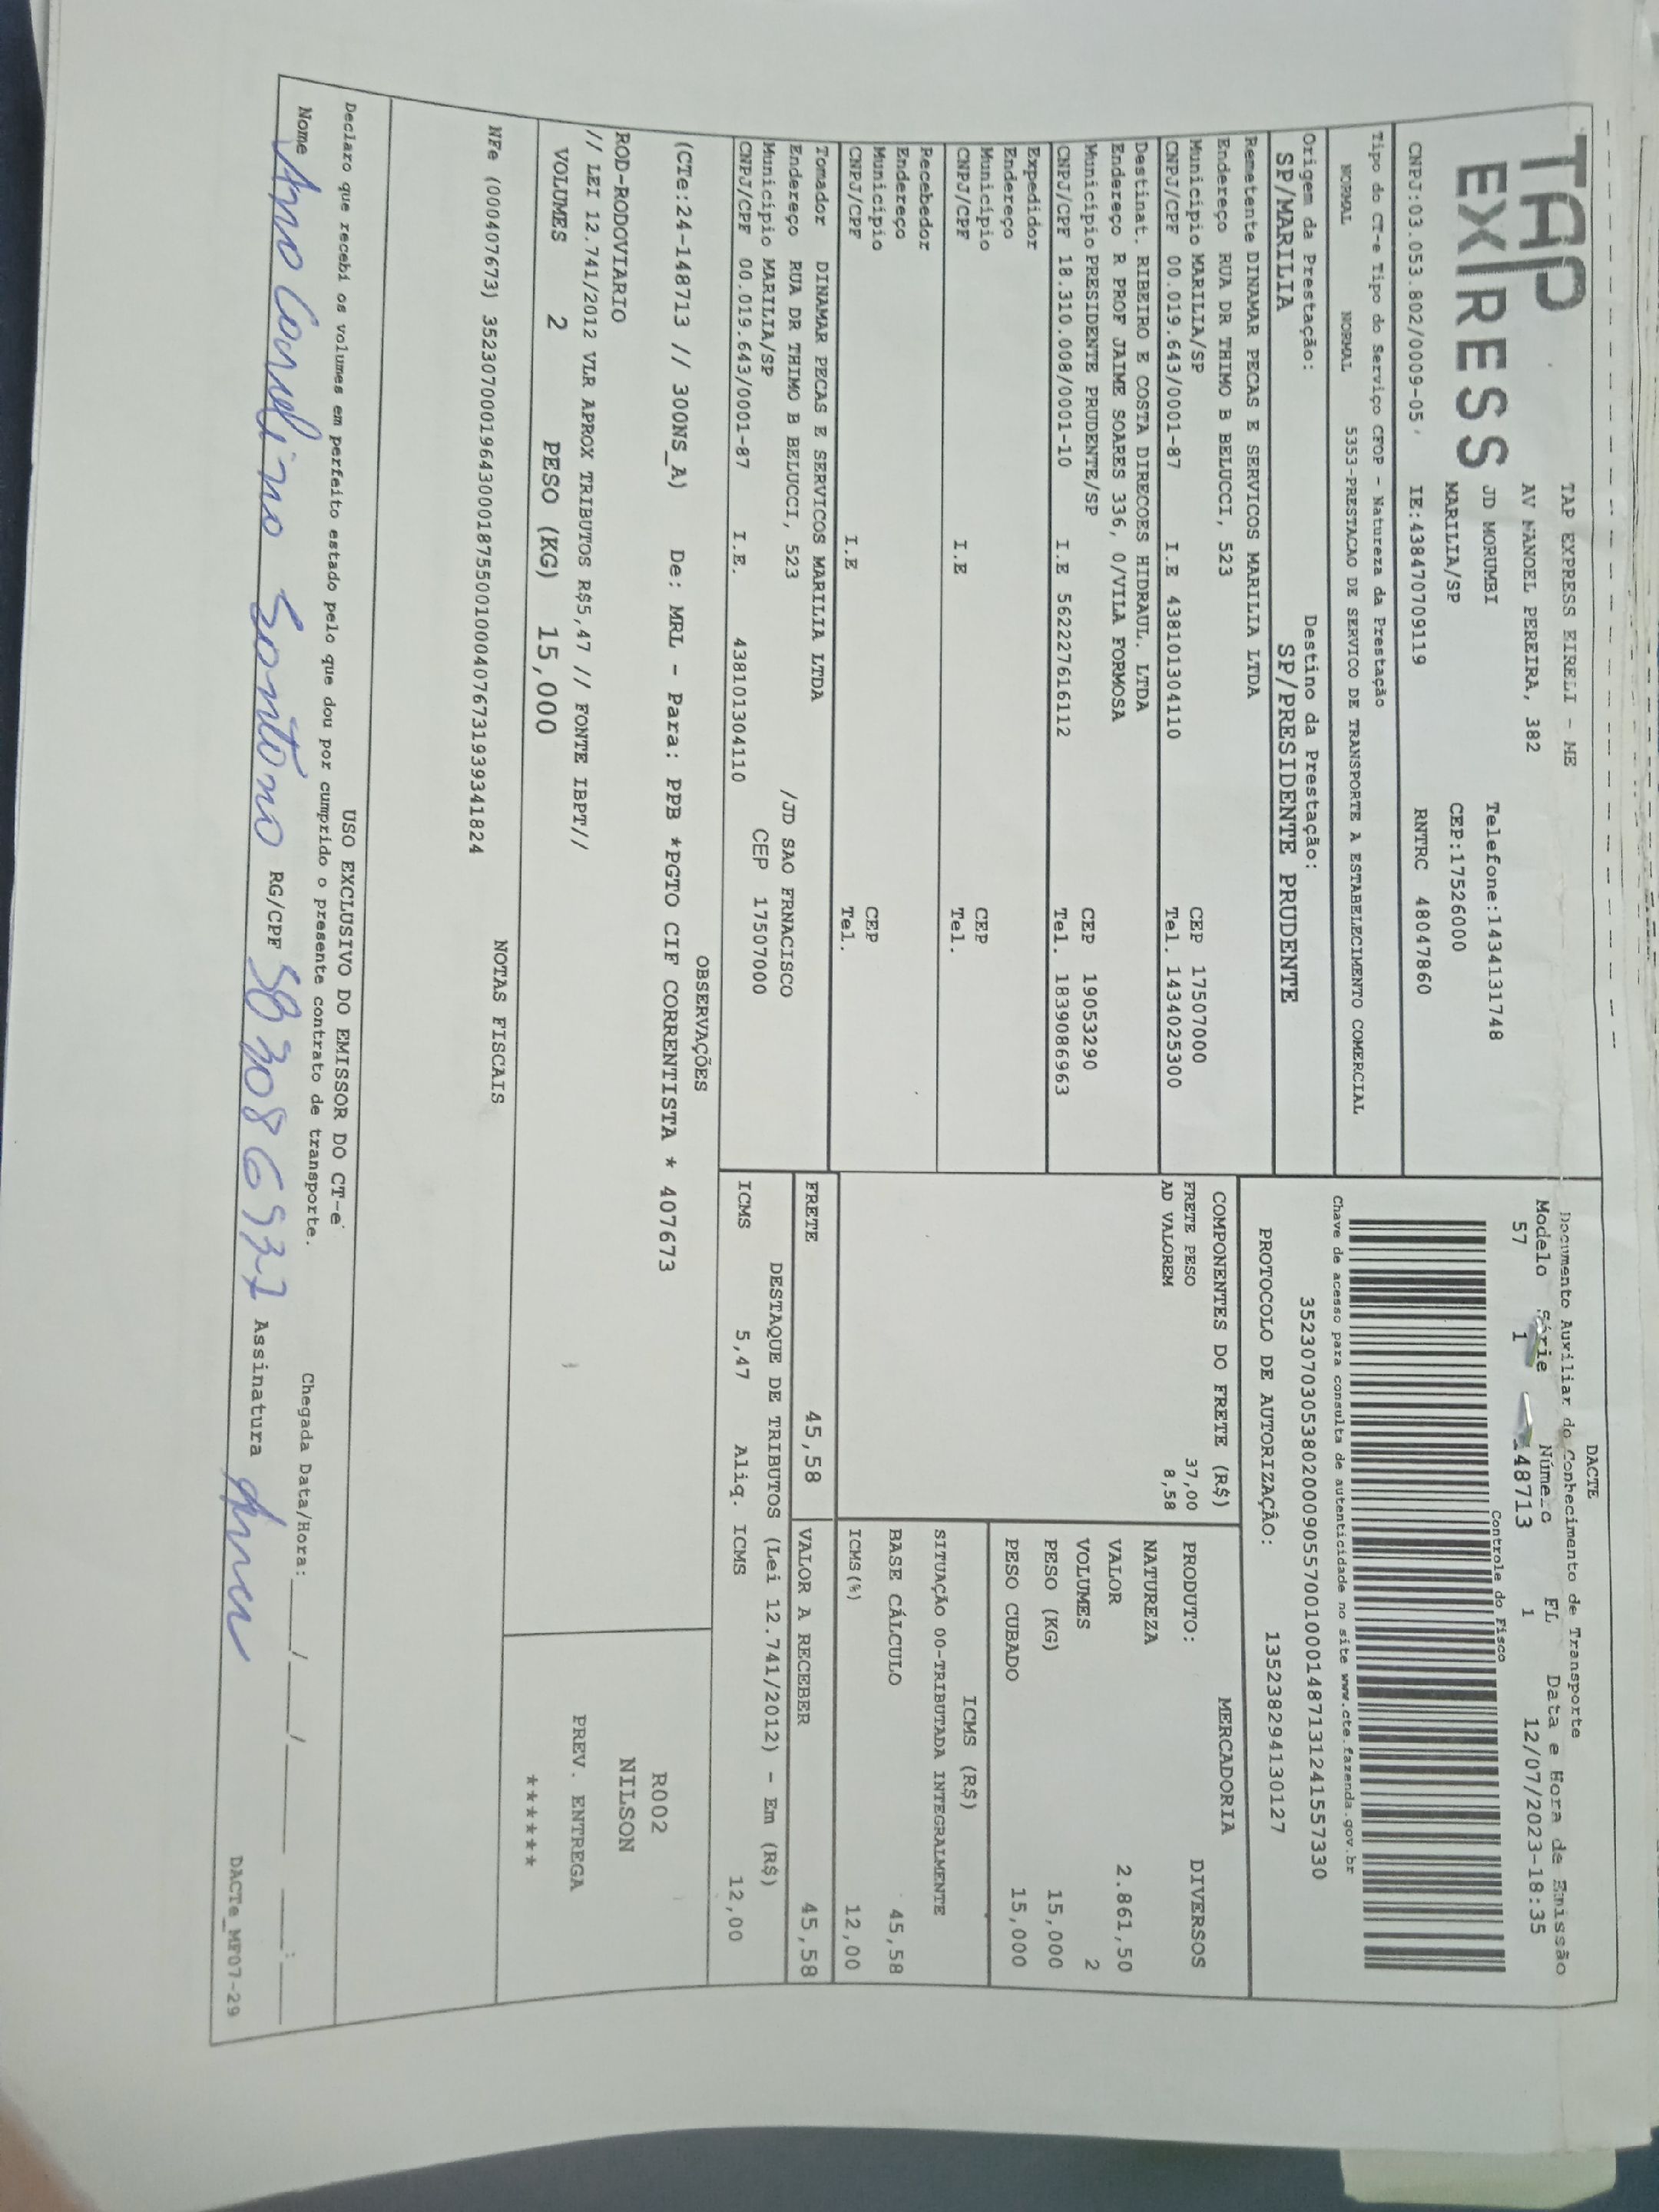 TAP
EXPRESS
TAP EXPRESS EIRELI - ME
AV MANOEL PEREIRA, 382
JD MORUMBI Telefone:1434131748
MARILIA/SP CEP:17526000
CNPJ:03.053.802/0009-05 IE:438470709119 RNTRC 48047860
Tipo do CT-e Tipo do Serviço CFOP - Natureza da Prestação
NORMAL NORMAL 5353-PRESTACAO DE SERVICO DE TRANSPORTE A ESTABELECIMENTO COMERCIAL
Origem da Prestação: Destino da Prestação:
SP/MARILIA SP/PRESIDENTE PRUDENTE
DACTE
Documento Auxiliar do Conhecimento de Transporte
Modelo Série Número FL Data e Hora de Emissão
57 1 148713 1 12/07/2023-18:35
Controle do Fisco
Chave de acesso para consulta de autenticidade no site www.cte.fazenda.gov.br
35230703053802000905570010001487131241557330
PROTOCOLO DE AUTORIZAÇÃO: 135238294130127
Remetente DINAMAR PECAS E SERVICOS MARILIA LTDA
Endereço RUA DR THIMO B BELUCCI, 523
Município MARILIA/SP CEP 17507000
CNPJ/CPF 00.019.643/0001-87 I.E 438101304110 Tel. 1434025300
Destinat. RIBEIRO E COSTA DIRECOES HIDRAUL. LTDA
Endereço R PROF JAIME SOARES 336, 0/VILA FORMOSA
Município PRESIDENTE PRUDENTE/SP CEP 19053290
CNPJ/CPF 18.310.008/0001-10 I.E 562227616112 Tel. 1839086963
Expedidor
Endereço
Município CEP
CNPJ/CPF I.E Tel.
Recebedor
Endereço
Município CEP
CNPJ/CPF I.E Tel.
Tomador DINAMAR PECAS E SERVICOS MARILIA LTDA
Endereço RUA DR THIMO B BELUCCI, 523 /JD SAO FRNACISCO
Município MARILIA/SP CEP 17507000
CNPJ/CPF 00.019.643/0001-87 I.E. 438101304110
COMPONENTES DO FRETE (R$)
FRETE PESO 37,00
AD VALOREM 8,58
MERCADORIA
PRODUTO: DIVERSOS
NATUREZA
VALOR 2.861,50
VOLUMES 2
PESO (KG) 15,000
PESO CUBADO 15,000
ICMS (R$)
SITUAÇÃO 00-TRIBUTADA INTEGRALMENTE
BASE CÁLCULO 45,58
ICMS(%) 12,00
FRETE 45,58 VALOR A RECEBER 45,58
DESTAQUE DE TRIBUTOS (Lei 12.741/2012) - Em (R$)
ICMS 5,47 Aliq. ICMS 12,00
OBSERVAÇÕES
(CTe:24-148713 // 300NS_A) De: MRL - Para: PPB *PGTO CIF CORRENTISTA * 407673
ROD-RODOVIARIO
// LEI 12.741/2012 VLR APROX TRIBUTOS R$5,47 // FONTE IBPT//
VOLUMES 2 PESO (KG) 15,000
R002
NILSON
PREV. ENTREGA
******
NOTAS FISCAIS
NFe (000407673) 35230700019643000187550010004076731939341824
USO EXCLUSIVO DO EMISSOR DO CT-e
Declaro que recebi os volumes em perfeito estado pelo que dou por cumprido o presente contrato de transporte.
Chegada Data/Hora:____/____/____ ____:____
Nome RG/CPF Assinatura
DACTe_MF07-29